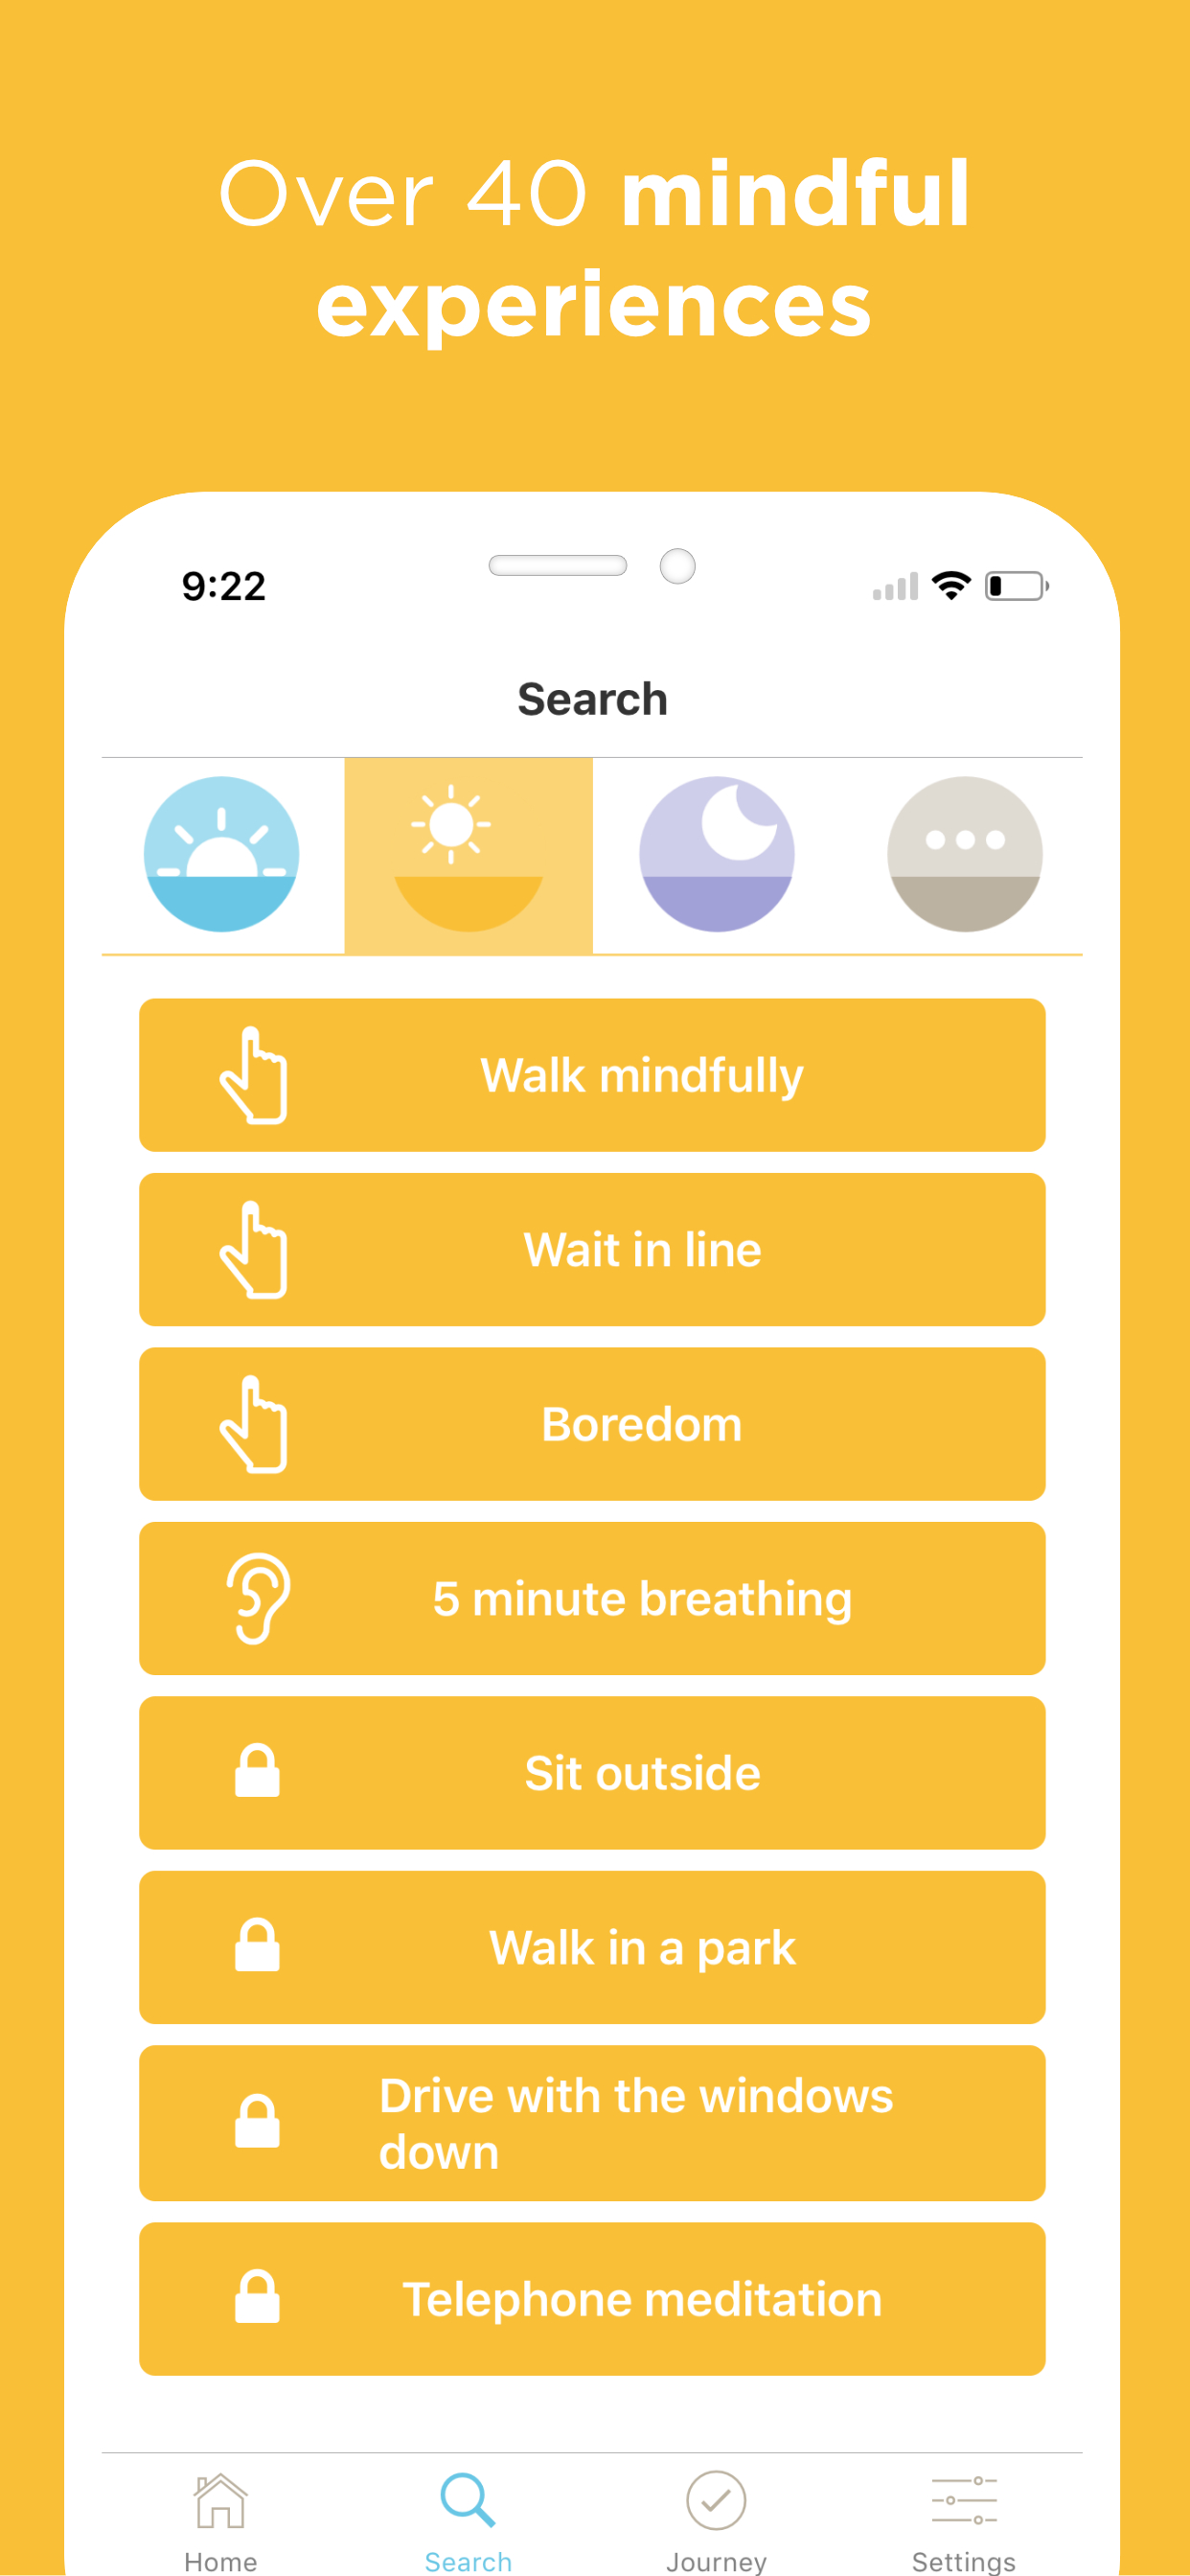 Over 40 mindful
experiences
9:22
Search
Walk mindfully
Wait in line
Boredom
5 minute breathing
Sit outside
Walk in a park
Drive with the windows
down
Telephone meditation
Home
Search
Journey
Settings